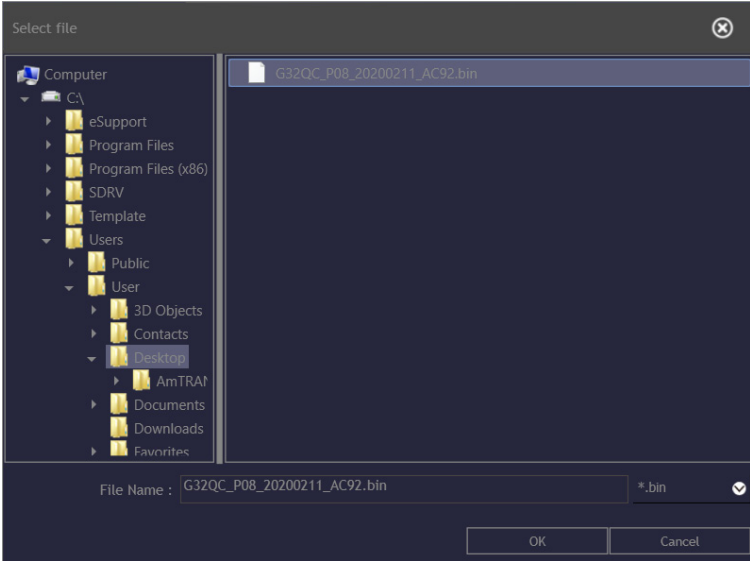 Select file
Computer
C:\
eSupport
Program Files
Program Files (x86)
SDRV
Template
Users
Public
User
3D Objects
Contacts
Desktop
AmTRAN
Documents
Downloads
Favorites
G32QC_P08_20200211_AC92.bin
File Name : G32QC_P08_20200211_AC92.bin *.bin
OK Cancel